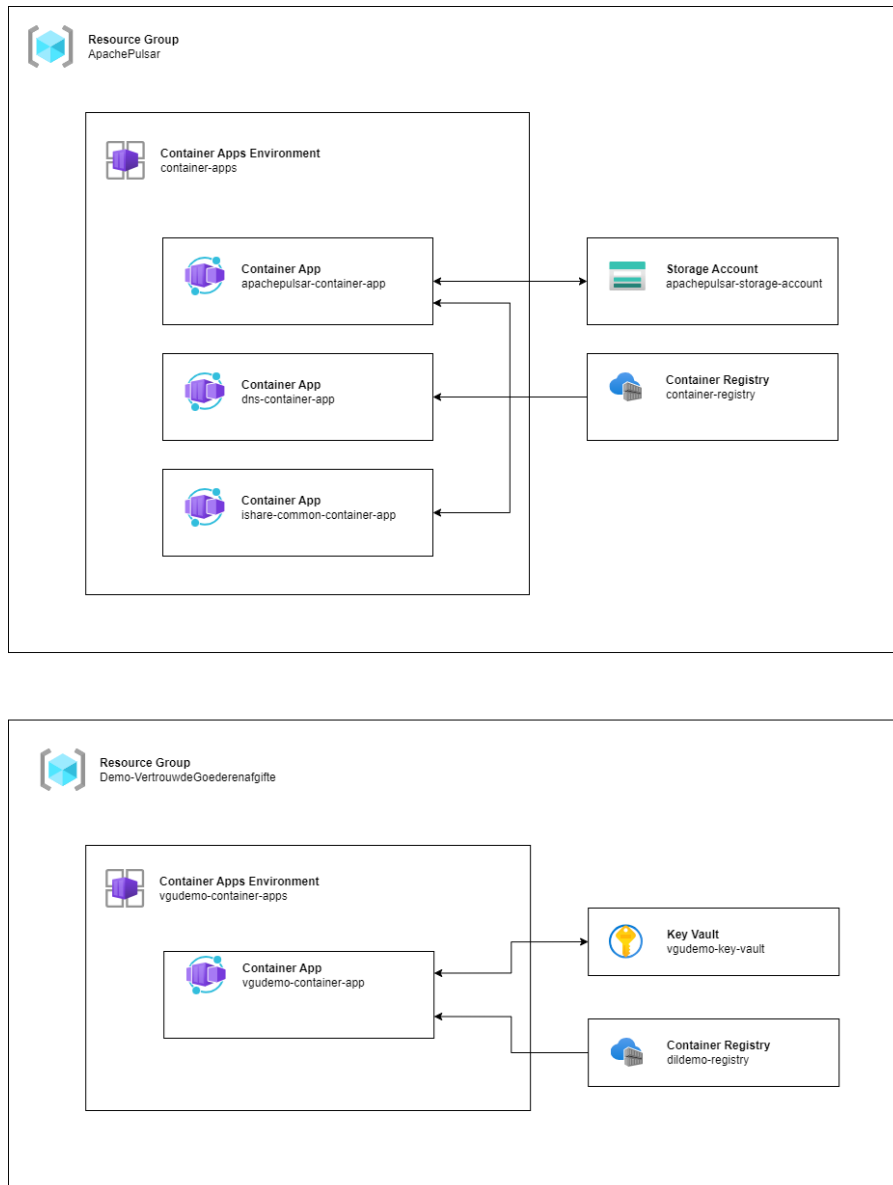 Resource Group
ApachePulsar
Container Apps Environment
container-apps
Container App
apachepulsar-container-app
Storage Account
apachepulsar-storage-account
Container App
dns-container-app
Container Registry
container-registry
Container App
ishare-common-container-app
Resource Group
Demo-VertrouwdeGoederenafgifte
Container Apps Environment
vgudemo-container-apps
Key Vault
vgudemo-key-vault
Container App
vgudemo-container-app
Container Registry
dildemo-registry